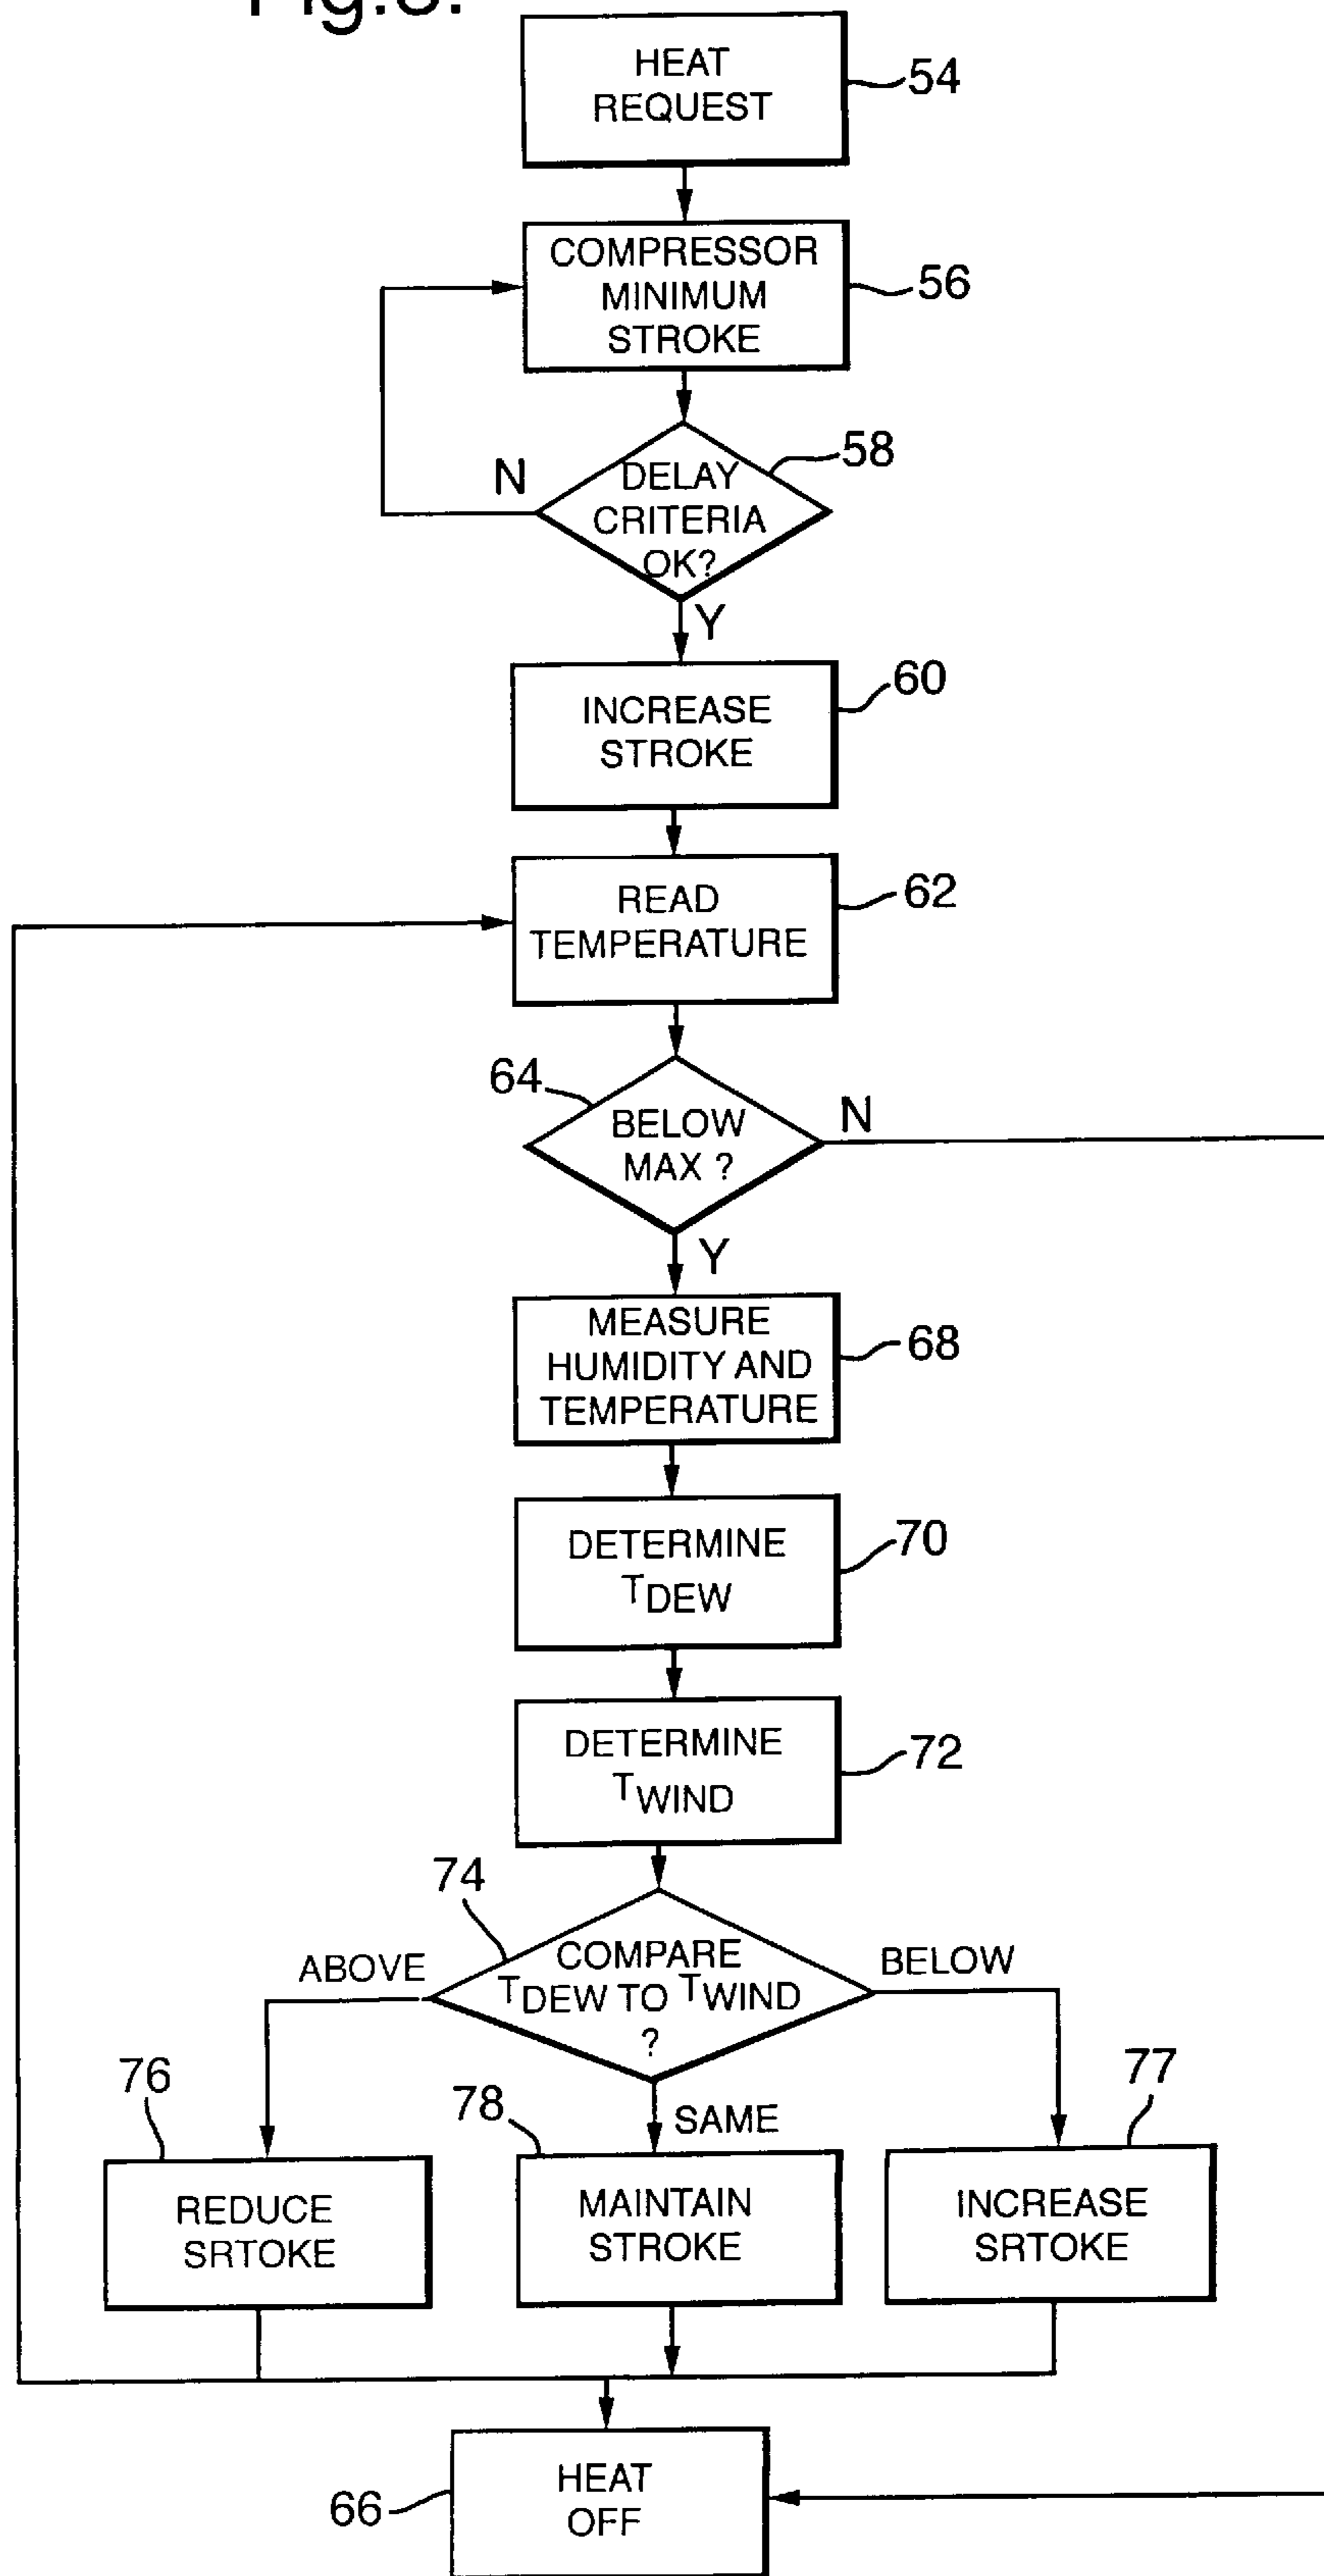 HEAT
REQUEST
54
COMPRESSOR
MINIMUM
STROKE
56
DELAY
CRITERIA
OK?
58
N
Y
INCREASE
STROKE
60
READ
TEMPERATURE
62
64
BELOW
MAX ?
N
Y
MEASURE
HUMIDITY AND
TEMPERATURE
68
DETERMINE
TDEW
70
DETERMINE
TWIND
72
74
COMPARE
TDEW TO TWIND
?
ABOVE
BELOW
SAME
76
REDUCE
SRTOKE
78
MAINTAIN
STROKE
77
INCREASE
SRTOKE
66
HEAT
OFF